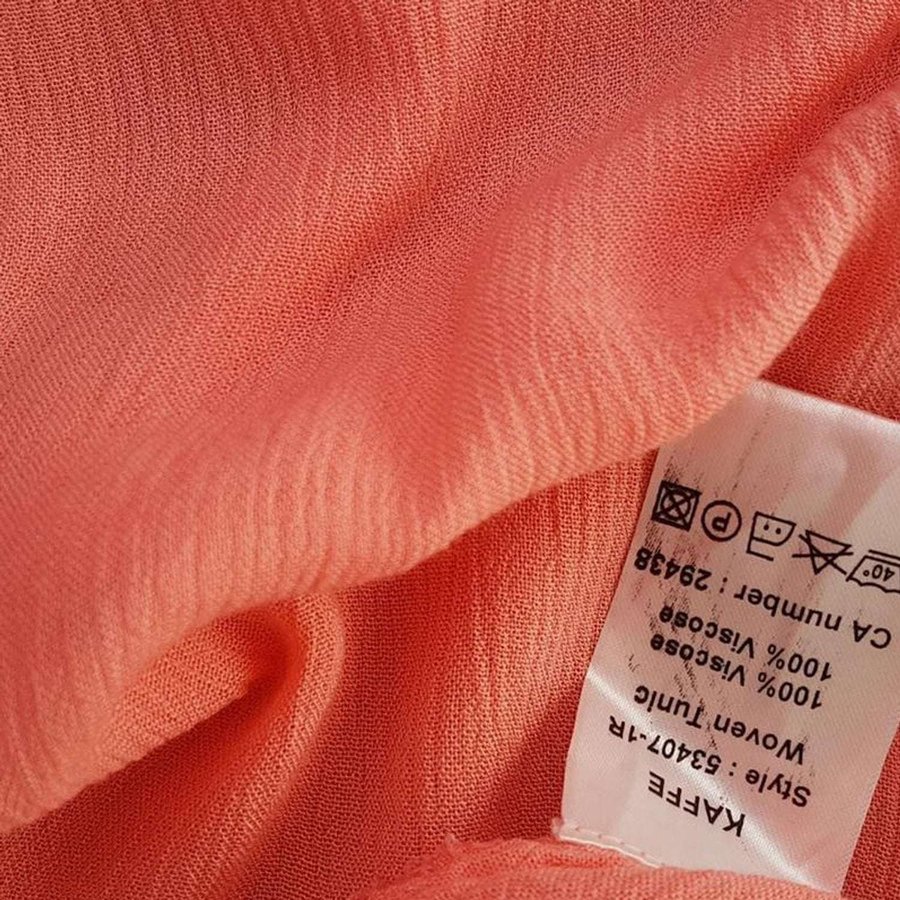 KAFFE
Style : 53407-1R
Woven Tunic
100% Viscose
100% Viscose
CA number : 29438
40°
P